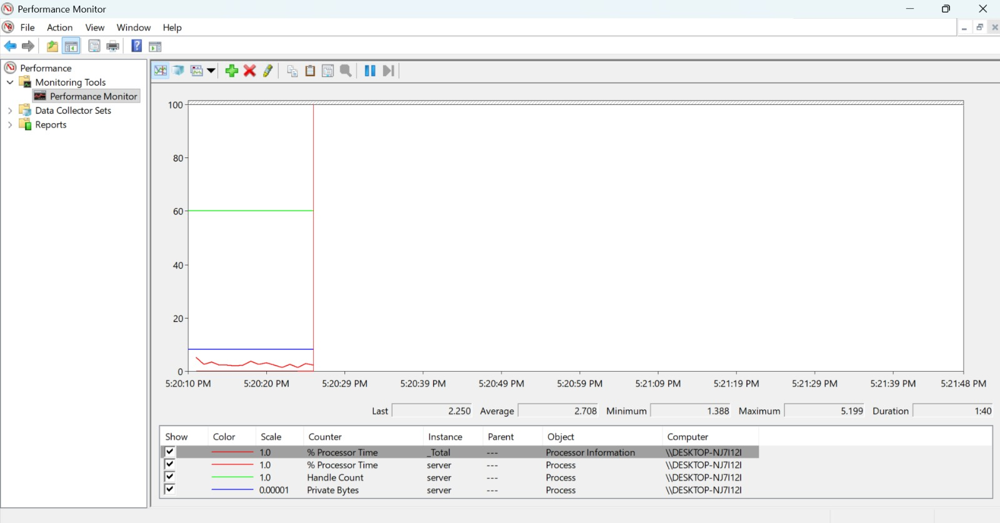 Performance Monitor
File Action View Window Help
Performance
Monitoring Tools
Performance Monitor
Data Collector Sets
Reports
100
80
60
40
20
0
5:20:10 PM 5:20:20 PM 5:20:29 PM 5:20:39 PM 5:20:49 PM 5:20:59 PM 5:21:09 PM 5:21:19 PM 5:21:29 PM 5:21:39 PM 5:21:48 PM
Last 2.250 Average 2.708 Minimum 1.388 Maximum 5.199 Duration 1:40
Show Color Scale Counter Instance Parent Object Computer
1.0 % Processor Time _Total --- Processor Information \\DESKTOP-NJ7I12I
1.0 % Processor Time server --- Process \\DESKTOP-NJ7I12I
1.0 Handle Count server --- Process \\DESKTOP-NJ7I12I
0.00001 Private Bytes server --- Process \\DESKTOP-NJ7I12I